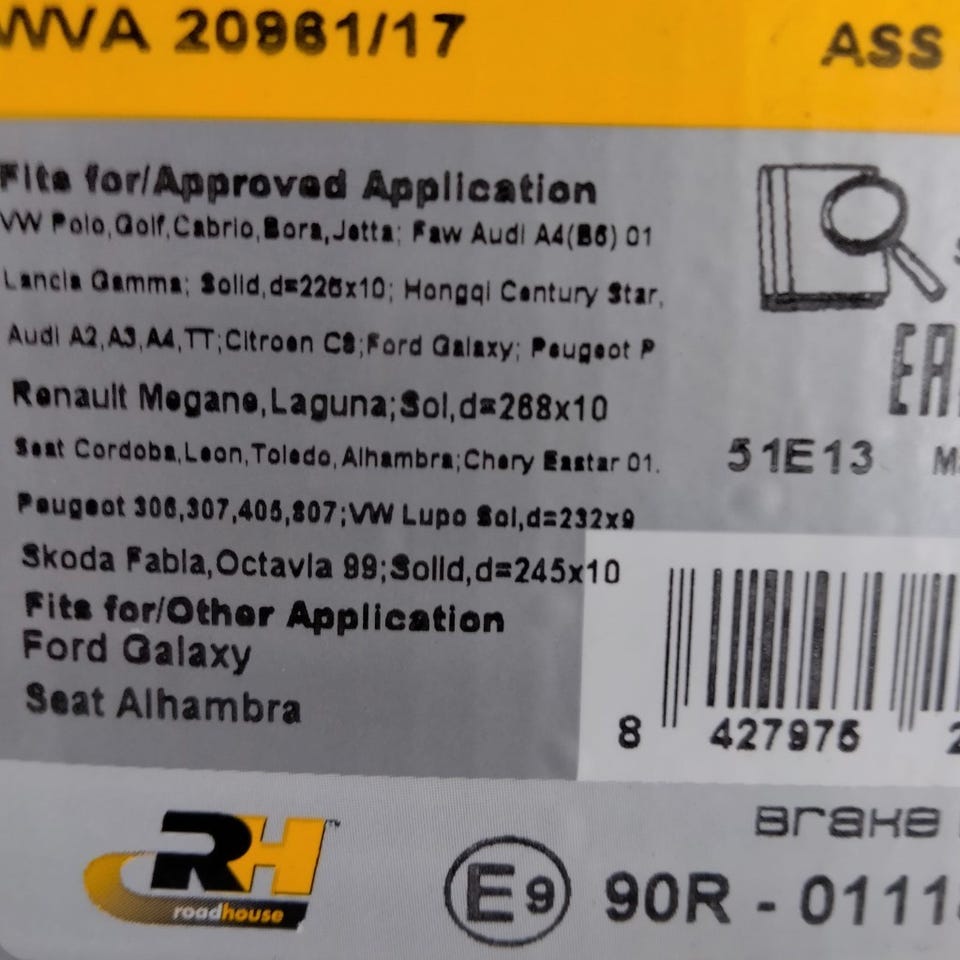 WVA 20961/17
ASS
Fits for/Approved Application
VW Polo,Golf,Cabrio,Bora,Jetta; Faw Audi A4(B6) 01
Lancia Gamma; Solid,d=226x10; Hongqi Century Star,
Audi A2,A3,A4,TT;Citroen C8;Ford Galaxy; Peugeot P
Renault Megane,Laguna;Sol,d=268x10
Seat Cordoba,Leon,Toledo,Alhambra;Chery Eastar 01.
Peugeot 306,307,405,807;VW Lupo Sol,d=232x9
Skoda Fabia,Octavia 99;Solid,d=245x10
Fits for/Other Application
Ford Galaxy
Seat Alhambra
51E13
8 427975
RH™
roadhouse
Brake
E9 90R - 0111